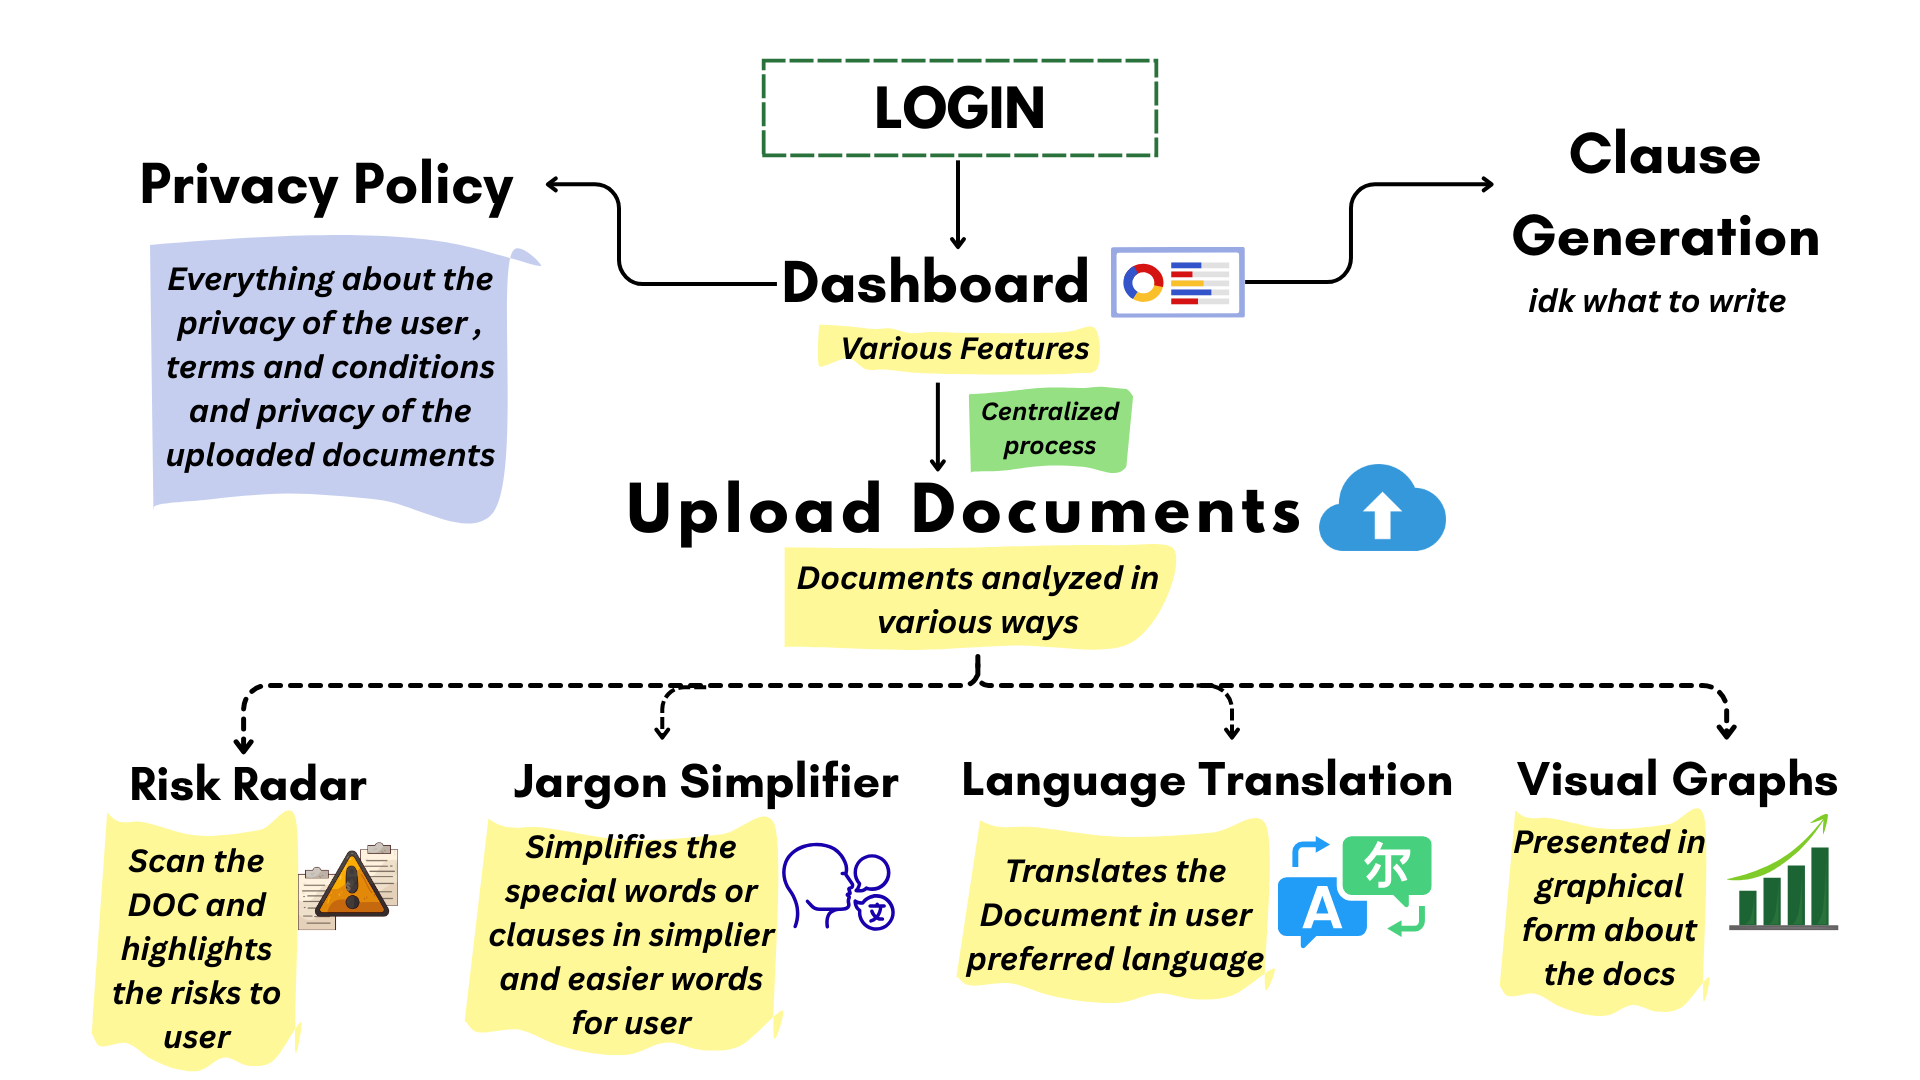 LOGIN
Privacy Policy
Everything about the
privacy of the user ,
terms and conditions
and privacy of the
uploaded documents
Clause
Generation
idk what to write
Dashboard
Various Features
Centralized
process
Upload Documents
Documents analyzed in
various ways
Risk Radar
Scan the
DOC and
highlights
the risks to
user
Jargon Simplifier
Simplifies the
special words or
clauses in simplier
and easier words
for user
文
Language Translation
Translates the
Document in user
preferred language
A
尔
Visual Graphs
Presented in
graphical
form about
the docs